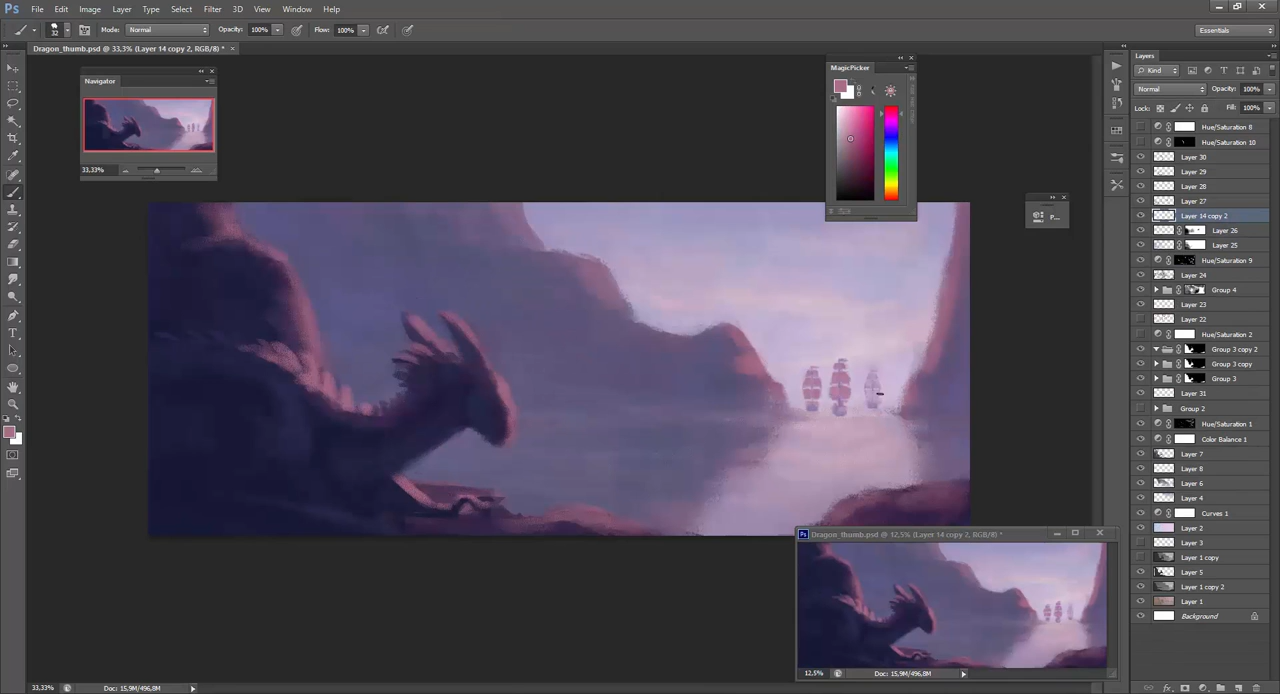 Ps File Edit Image Layer Type Select Filter 3D View Window Help
32 Mode: Normal Opacity: 100% Flow: 100% Essentials
Dragon_thumb.psd @ 33,3% (Layer 14 copy 2, RGB/8) * ×
Navigator
33,33%
MagicPicker
P...
Layers
Kind
Normal Opacity: 100%
Lock: Fill: 100%
Hue/Saturation 8
Hue/Saturation 10
Layer 30
Layer 29
Layer 28
Layer 27
Layer 14 copy 2
Layer 26
Layer 25
Hue/Saturation 9
Layer 24
Group 4
Layer 23
Layer 22
Hue/Saturation 2
Group 3 copy 2
Group 3 copy
Group 3
Layer 31
Group 2
Hue/Saturation 1
Color Balance 1
Layer 7
Layer 8
Layer 6
Layer 4
Curves 1
Layer 2
Layer 3
Layer 1 copy
Layer 5
Layer 1 copy 2
Layer 1
Background
fx
Ps Dragon_thumb.psd @ 12,5% (Layer 14 copy 2, RGB/8) *
12,5% Doc: 15,9M/496,8M
33,33% Doc: 15,9M/496,8M